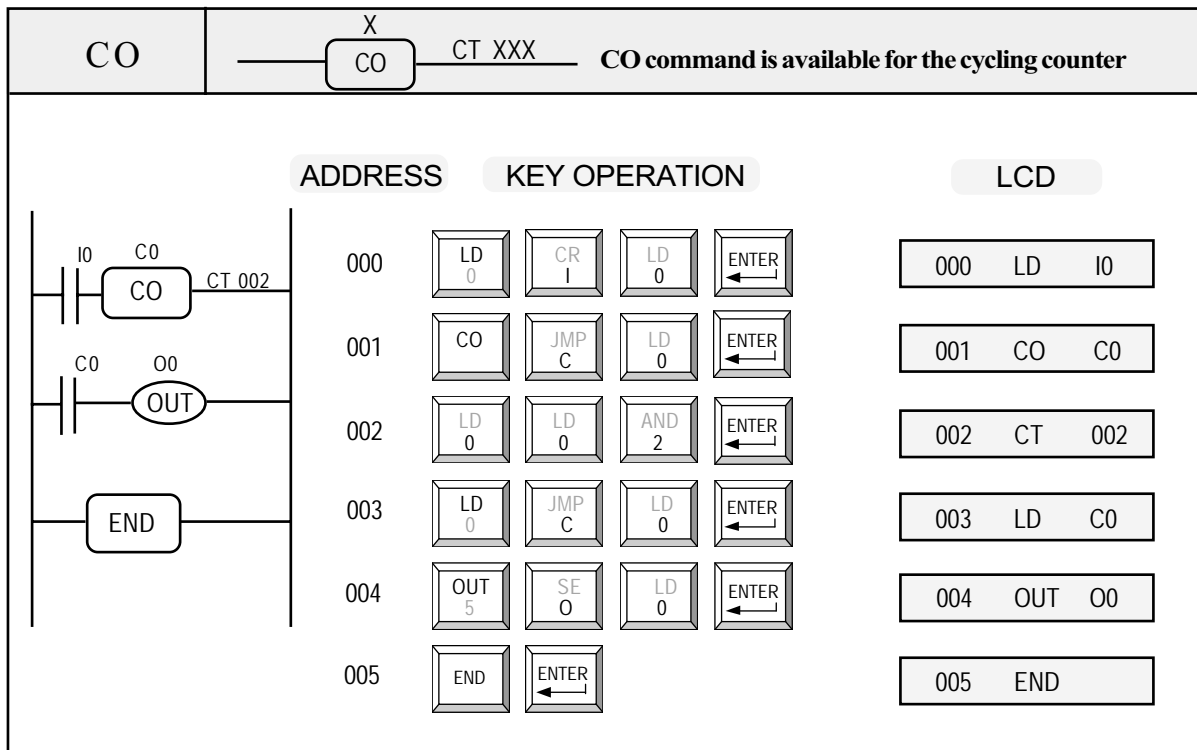 CO
X
CO
CT XXX
CO command is available for the cycling counter
ADDRESS KEY OPERATION LCD
I0 C0
CO
CT 002
C0 O0
OUT
END
000 LD 0 CR I LD 0 ENTER 000 LD I0
001 CO JMP C LD 0 ENTER 001 CO C0
002 LD 0 LD 0 AND 2 ENTER 002 CT 002
003 LD 0 JMP C LD 0 ENTER 003 LD C0
004 OUT 5 SE O LD 0 ENTER 004 OUT O0
005 END ENTER 005 END